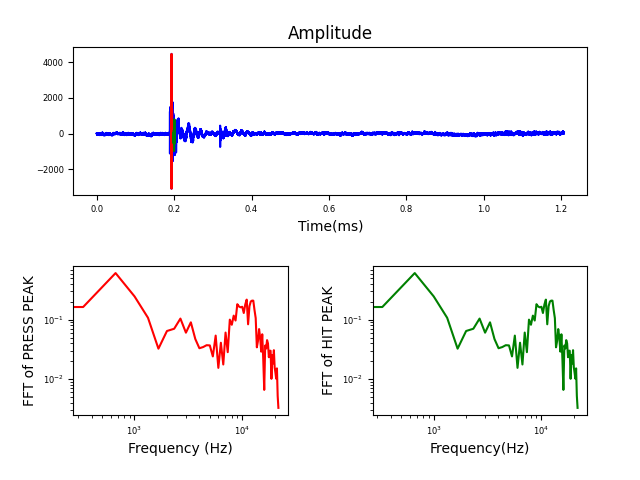 Amplitude
4000
2000
0
−2000
0.0 0.2 0.4 0.6 0.8 1.0 1.2
Time(ms)
FFT of PRESS PEAK
10⁻¹
10⁻²
10³ 10⁴
Frequency (Hz)
FFT of HIT PEAK
10⁻¹
10⁻²
10³ 10⁴
Frequency(Hz)